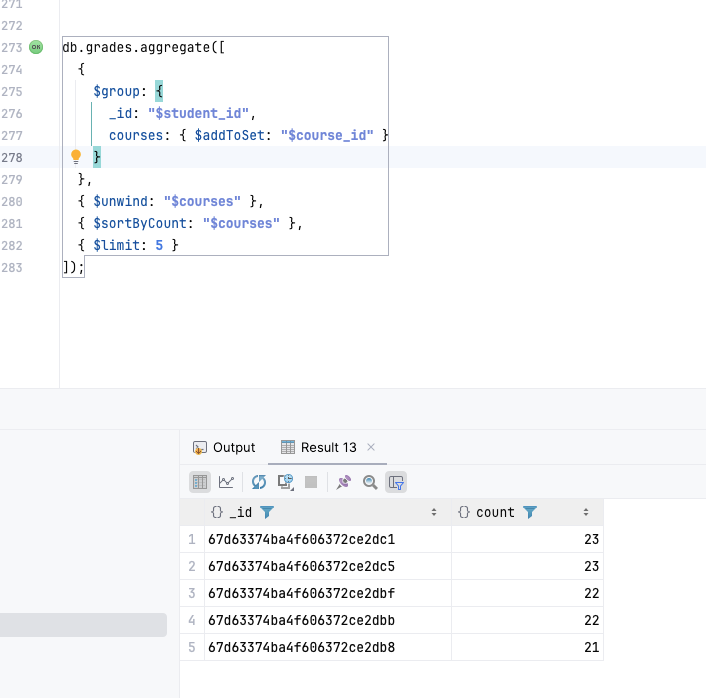 271
272
273 OK db.grades.aggregate([
274 {
275 $group: {
276 _id: "$student_id",
277 courses: { $addToSet: "$course_id" }
278 }
279 },
280 { $unwind: "$courses" },
281 { $sortByCount: "$courses" },
282 { $limit: 5 }
283 ]);
Output Result 13 ×
{} _id {} count
1 67d63374ba4f606372ce2dc1 23
2 67d63374ba4f606372ce2dc5 23
3 67d63374ba4f606372ce2dbf 22
4 67d63374ba4f606372ce2dbb 22
5 67d63374ba4f606372ce2db8 21